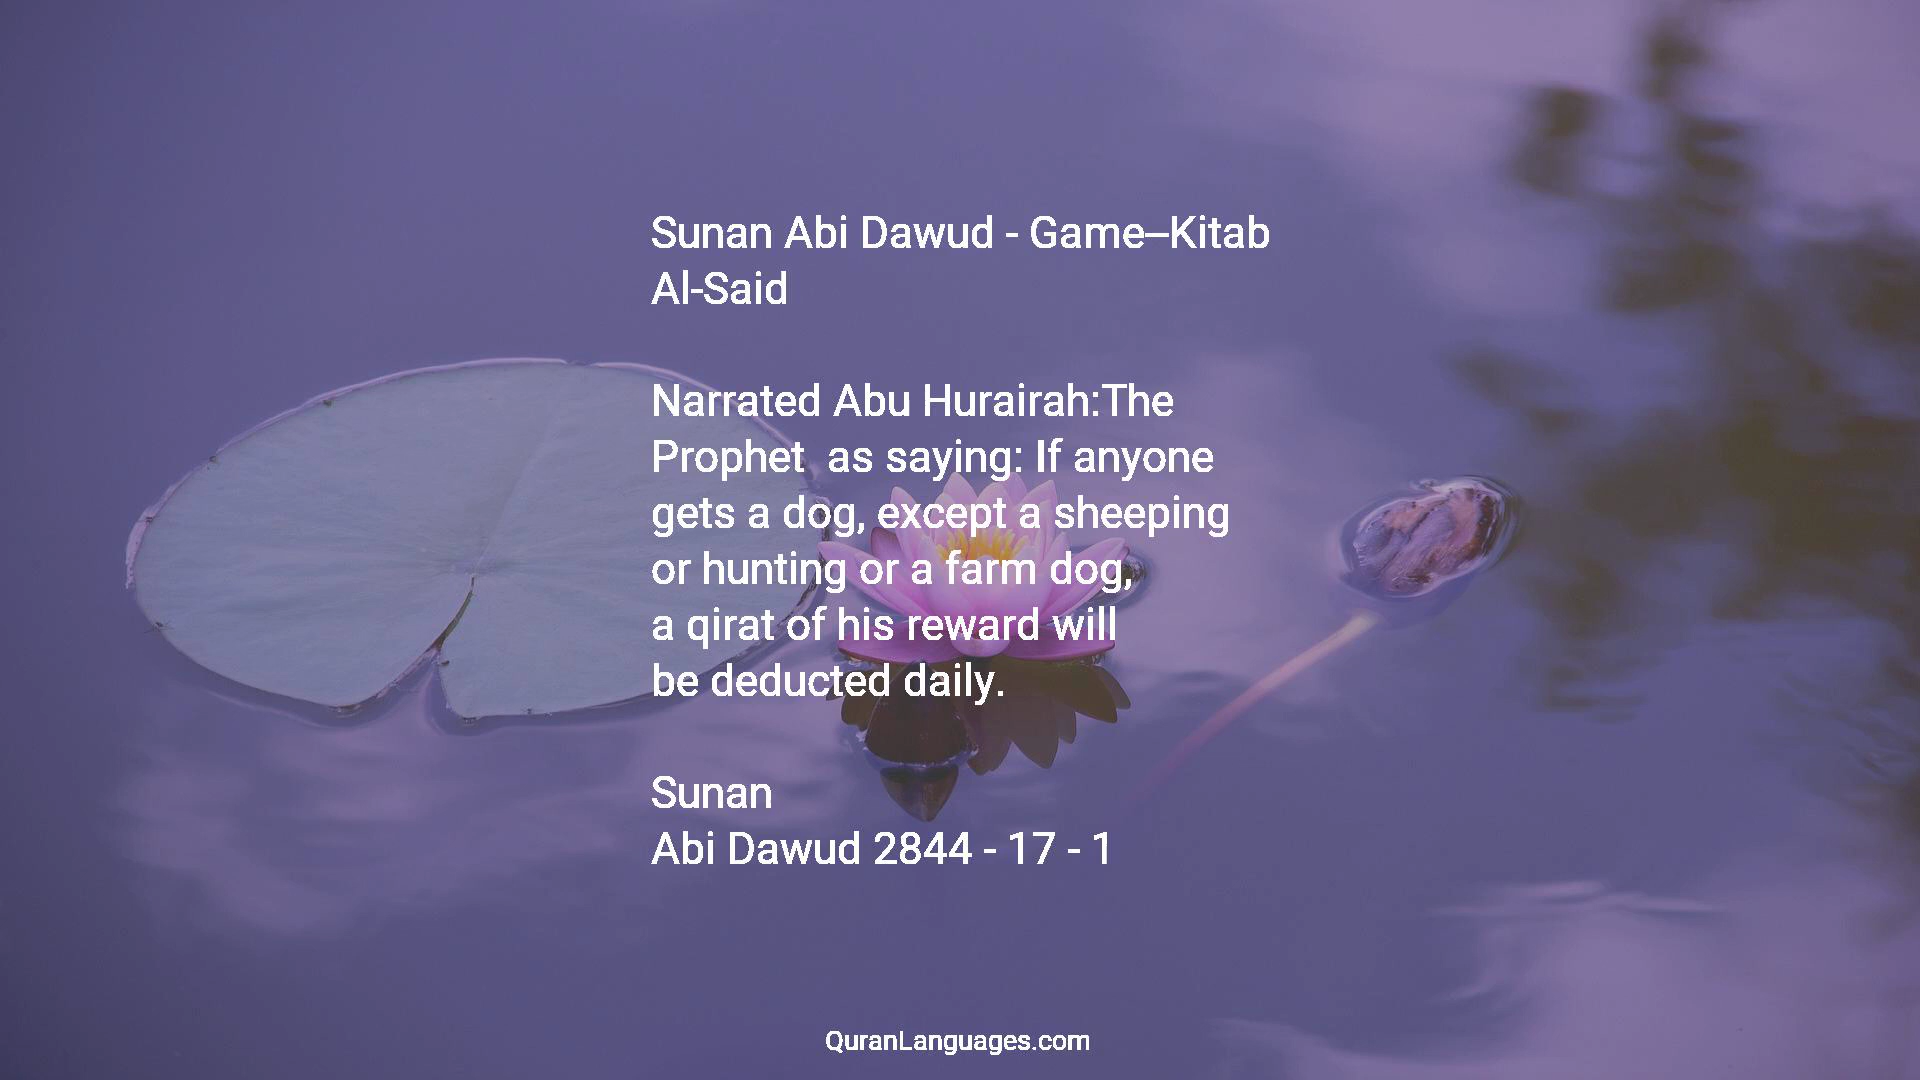 Sunan Abi Dawud - Game–Kitab
Al-Said
Narrated Abu Hurairah:The
Prophet  as saying: If anyone
gets a dog, except a sheeping
or hunting or a farm dog,
a qirat of his reward will
be deducted daily.
Sunan
Abi Dawud 2844 - 17 - 1
QuranLanguages.com